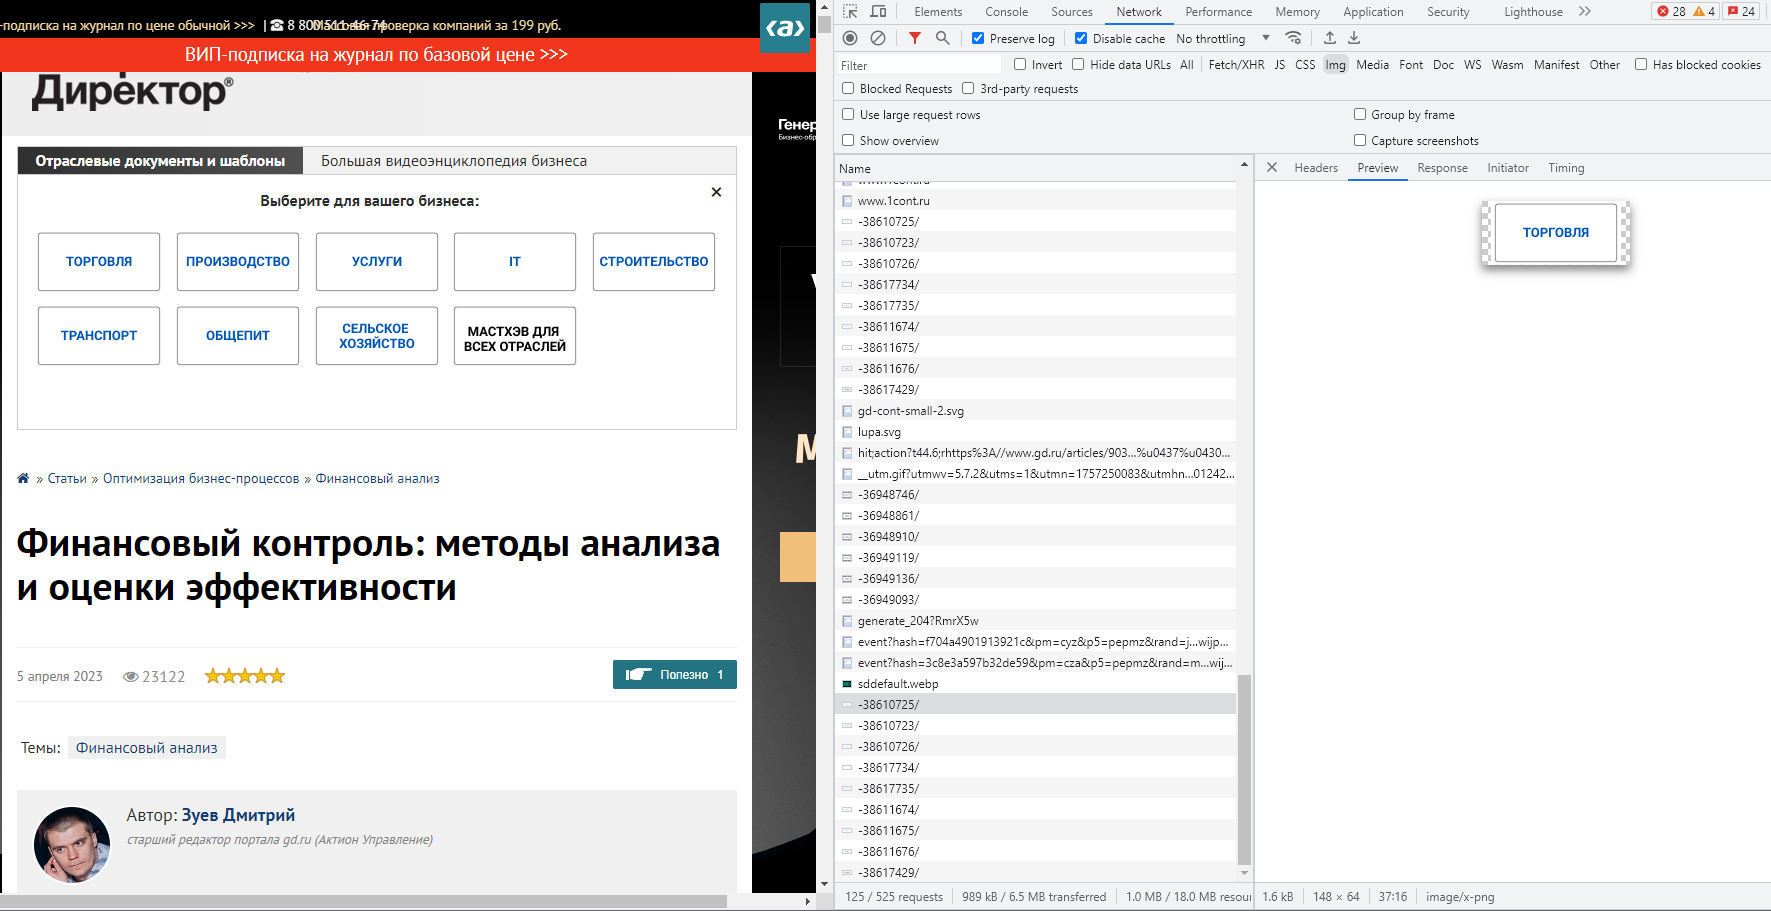 -подписка на журнал по цене обычной >>> | ☎ 8 800 511-46-74 Массовая проверка компаний за 199 руб.
‹a›
ВИП-подписка на журнал по базовой цене >>>
Директор®
Отраслевые документы и шаблоны Большая видеоэнциклопедия бизнеса
Выберите для вашего бизнеса: ×
ТОРГОВЛЯ ПРОИЗВОДСТВО УСЛУГИ IT СТРОИТЕЛЬСТВО
ТРАНСПОРТ ОБЩЕПИТ СЕЛЬСКОЕ ХОЗЯЙСТВО МАСТХЭВ ДЛЯ ВСЕХ ОТРАСЛЕЙ
Генер
Бизнес-обр
М
» Статьи » Оптимизация бизнес-процессов » Финансовый анализ
Финансовый контроль: методы анализа
и оценки эффективности
5 апреля 2023 23122 Полезно 1
Темы: Финансовый анализ
Автор: Зуев Дмитрий
старший редактор портала gd.ru (Актион Управление)
Elements Console Sources Network Performance Memory Application Security Lighthouse 28 4 24
Preserve log Disable cache No throttling
Filter Invert Hide data URLs All Fetch/XHR JS CSS Img Media Font Doc WS Wasm Manifest Other Has blocked cookies
Blocked Requests 3rd-party requests
Use large request rows Group by frame
Show overview Capture screenshots
Name
www.1cont.ru
www.1cont.ru
-38610725/
-38610723/
-38610726/
-38617734/
-38617735/
-38611674/
-38611675/
-38611676/
-38617429/
gd-cont-small-2.svg
lupa.svg
hit;action?t44.6;rhttps%3A//www.gd.ru/articles/903...%u0437%u0430...
__utm.gif?utmwv=5.7.2&utms=1&utmn=1757250083&utmhn...01242...
-36948746/
-36948861/
-36948910/
-36949119/
-36949136/
-36949093/
generate_204?RmrX5w
event?hash=f704a4901913921c&pm=cyz&p5=pepmz&rand=j...wijp...
event?hash=3c8e3a597b32de59&pm=cza&p5=pepmz&rand=m...wij...
sddefault.webp
-38610725/
-38610723/
-38610726/
-38617734/
-38617735/
-38611674/
-38611675/
-38611676/
-38617429/
125 / 525 requests 989 kB / 6.5 MB transferred 1.0 MB / 18.0 MB resou
Headers Preview Response Initiator Timing
ТОРГОВЛЯ
1.6 kB 148 × 64 37:16 image/x-png